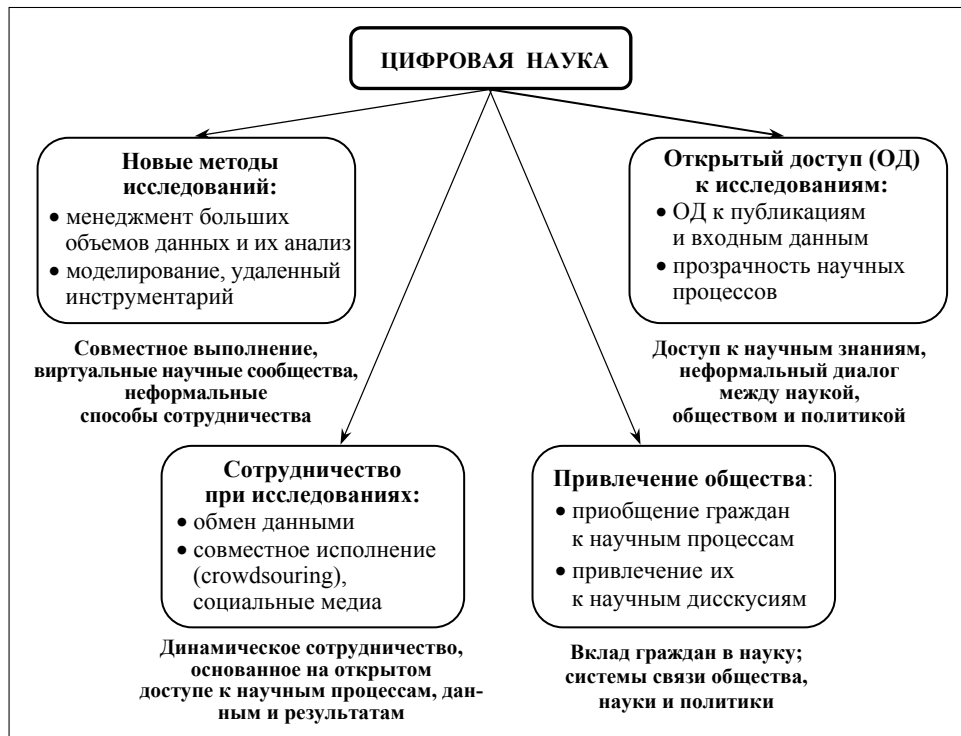 ЦИФРОВАЯ НАУКА
Новые методы
исследований:
• менеджмент больших
объемов данных и их анализ
• моделирование, удаленный
инструментарий
Совместное выполнение,
виртуальные научные сообщества,
неформальные
способы сотрудничества
Открытый доступ (ОД)
к исследованиям:
• ОД к публикациям
и входным данным
• прозрачность научных
процессов
Доступ к научным знаниям,
неформальный диалог
между наукой,
обществом и политикой
Сотрудничество
при исследованиях:
• обмен данными
• совместное исполнение
(crowdsouring),
социальные медиа
Динамическое сотрудничество,
основанное на открытом
доступе к научным процессам, дан-
ным и результатам
Привлечение общества:
• приобщение граждан
к научным процессам
• привлечение их
к научным дисскусиям
Вклад граждан в науку;
системы связи общества,
науки и политики